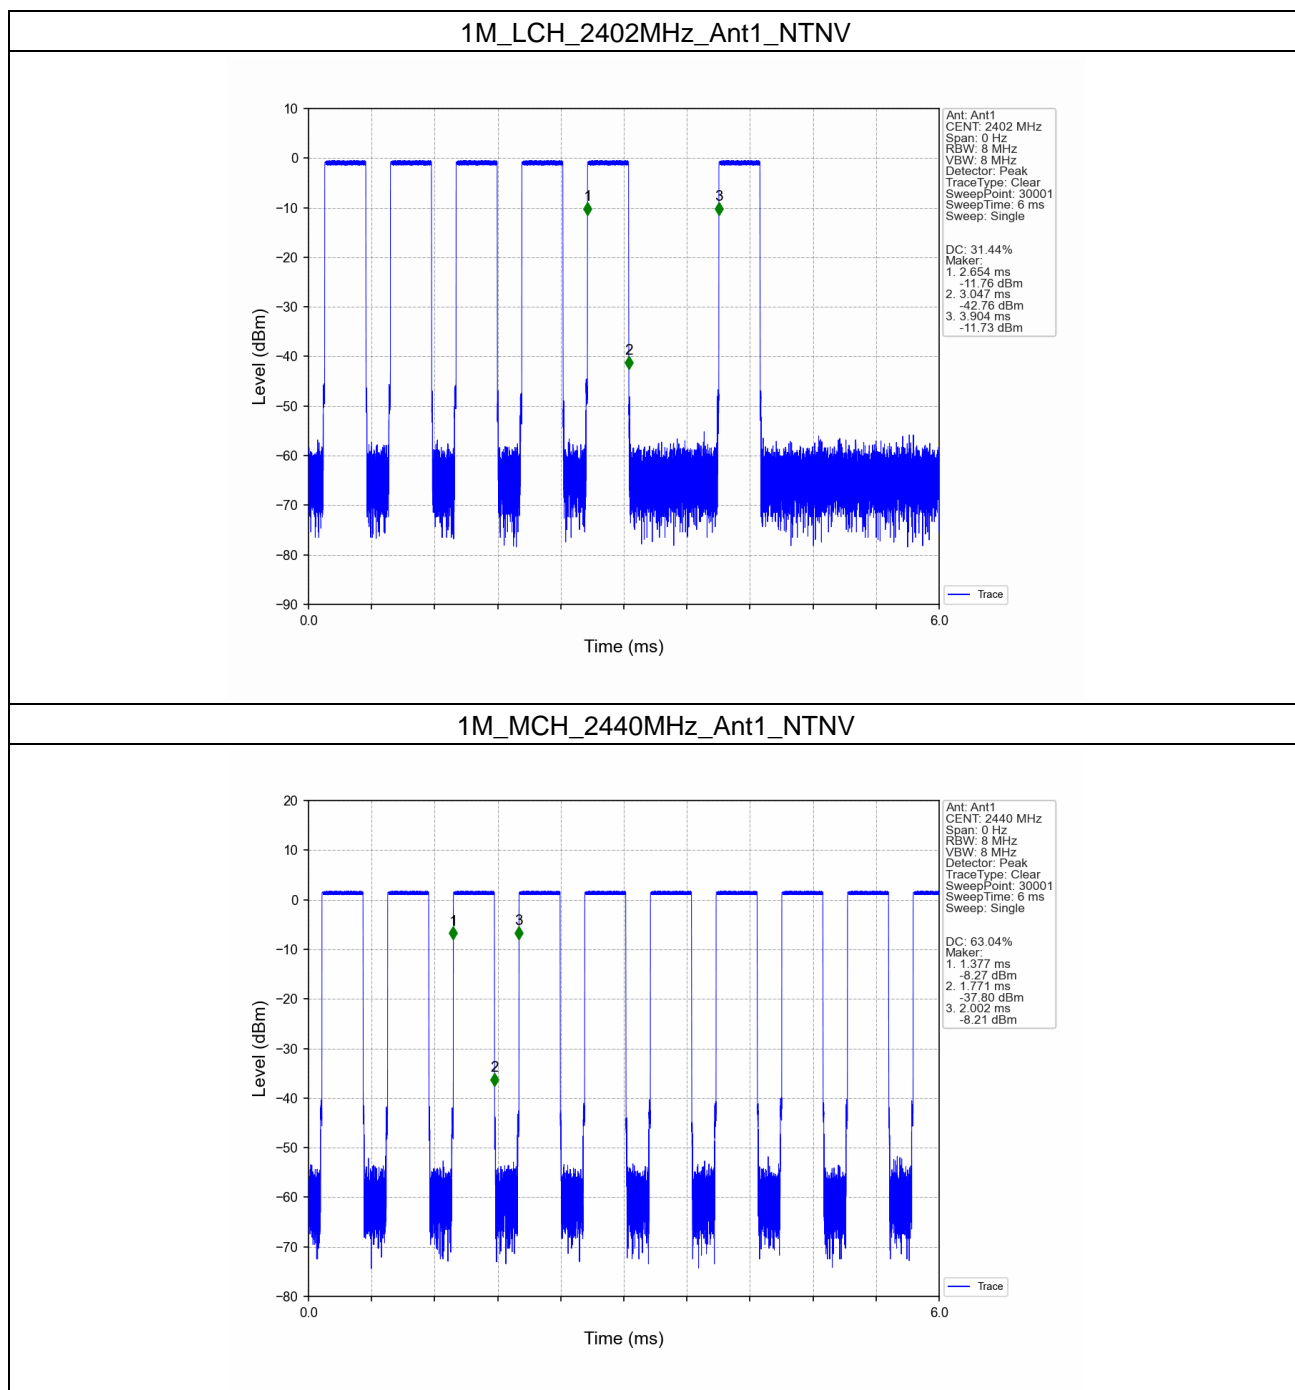 1M_LCH_2402MHz_Ant1_NTNV
10
0
−10
−20
−30
−40
−50
−60
−70
−80
−90
Level (dBm)
1
2
3
0.0
6.0
Time (ms)
Ant: Ant1
CENT: 2402 MHz
Span: 0 Hz
RBW: 8 MHz
VBW: 8 MHz
Detector: Peak
TraceType: Clear
SweepPoint: 30001
SweepTime: 6 ms
Sweep: Single
DC: 31.44%
Maker:
1. 2.654 ms
-11.76 dBm
2. 3.047 ms
-42.76 dBm
3. 3.904 ms
-11.73 dBm
Trace
1M_MCH_2440MHz_Ant1_NTNV
20
10
0
−10
−20
−30
−40
−50
−60
−70
−80
Level (dBm)
1
2
3
0.0
6.0
Time (ms)
Ant: Ant1
CENT: 2440 MHz
Span: 0 Hz
RBW: 8 MHz
VBW: 8 MHz
Detector: Peak
TraceType: Clear
SweepPoint: 30001
SweepTime: 6 ms
Sweep: Single
DC: 63.04%
Maker:
1. 1.377 ms
-8.27 dBm
2. 1.771 ms
-37.80 dBm
3. 2.002 ms
-8.21 dBm
Trace